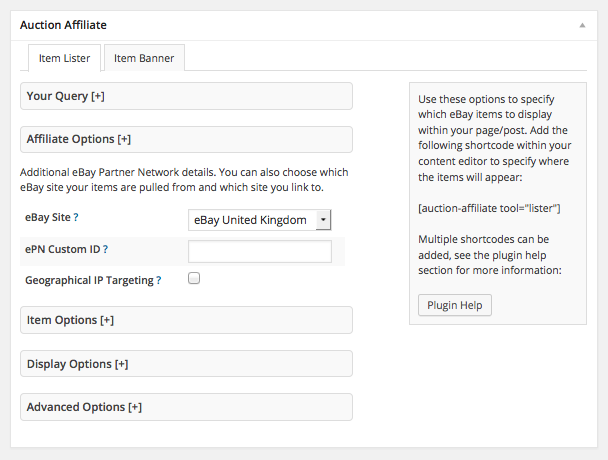 Auction Affiliate
Item Lister
Item Banner
Your Query [+]
Affiliate Options [+]
Additional eBay Partner Network details. You can also choose which
eBay site your items are pulled from and which site you link to.
eBay Site ?
eBay United Kingdom
ePN Custom ID ?
Geographical IP Targeting ?
Item Options [+]
Display Options [+]
Advanced Options [+]
Use these options to specify
which eBay items to display
within your page/post. Add the
following shortcode within your
content editor to specify where
the items will appear:
[auction-affiliate tool="lister"]
Multiple shortcodes can be
added, see the plugin help
section for more information:
Plugin Help